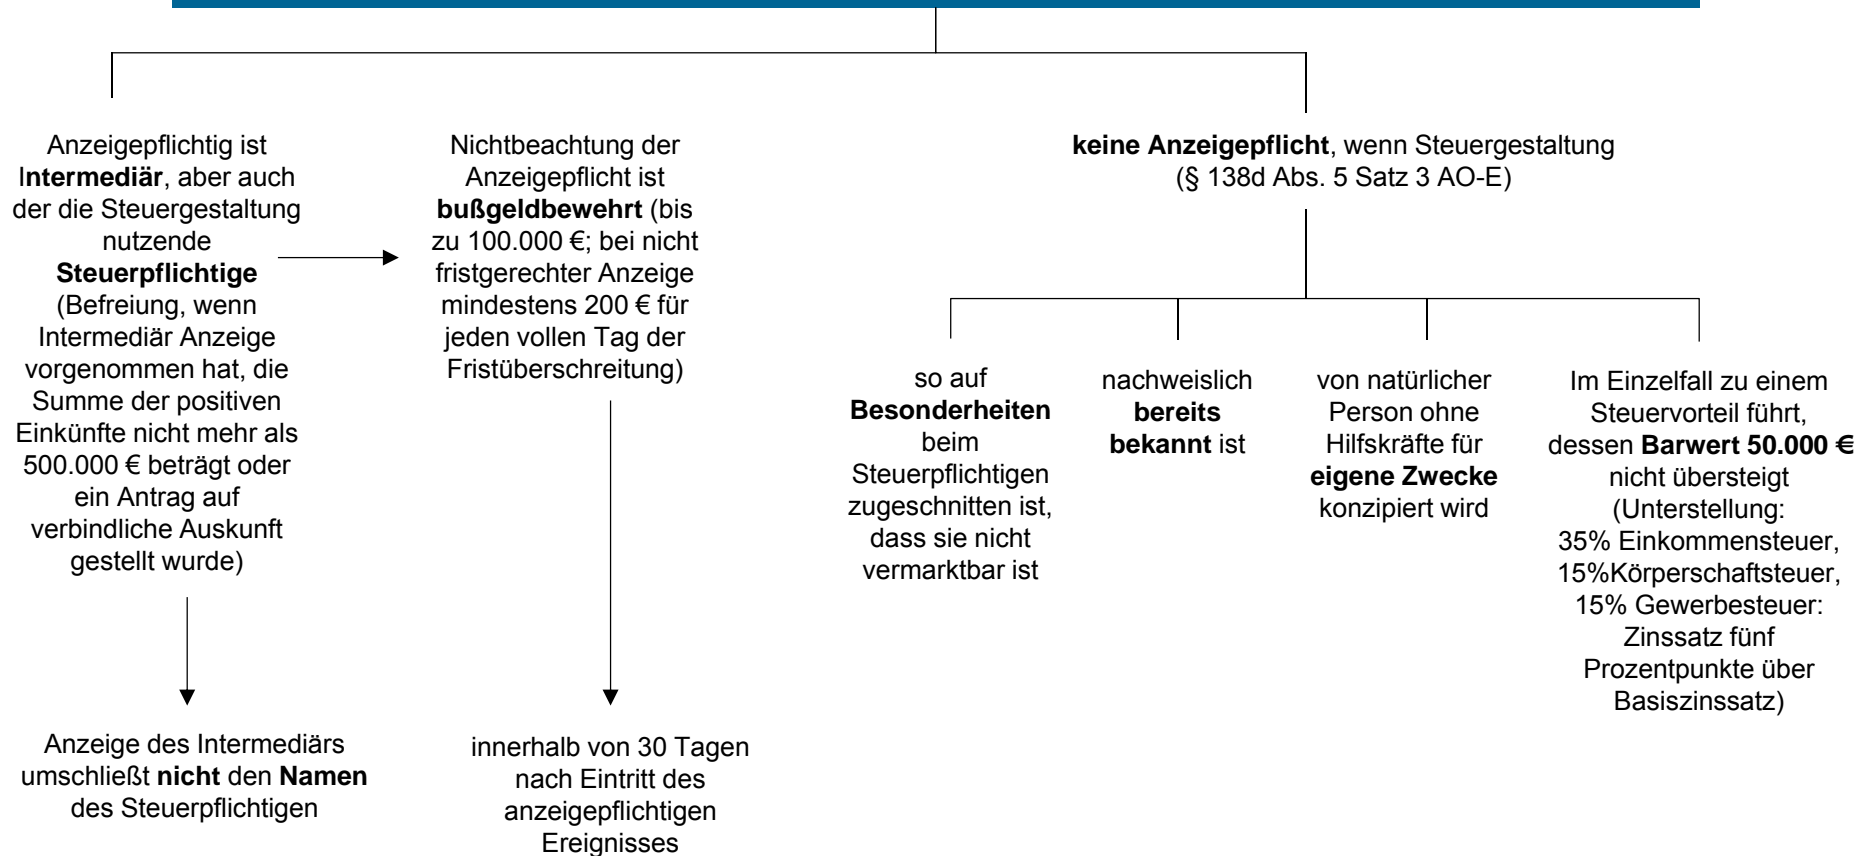 Anzeigepflichtig ist
Intermediär, aber auch
der die Steuergestaltung
nutzende
Steuerpflichtige
(Befreiung, wenn
Intermediär Anzeige
vorgenommen hat, die
Summe der positiven
Einkünfte nicht mehr als
500.000 € beträgt oder
ein Antrag auf
verbindliche Auskunft
gestellt wurde)
Anzeige des Intermediärs
umschließt nicht den Namen
des Steuerpflichtigen
Nichtbeachtung der
Anzeigepflicht ist
bußgeldbewehrt (bis
zu 100.000 €; bei nicht
fristgerechter Anzeige
mindestens 200 € für
jeden vollen Tag der
Fristüberschreitung)
innerhalb von 30 Tagen
nach Eintritt des
anzeigepflichtigen
Ereignisses
keine Anzeigepflicht, wenn Steuergestaltung
(§ 138d Abs. 5 Satz 3 AO-E)
so auf
Besonderheiten
beim
Steuerpflichtigen
zugeschnitten ist,
dass sie nicht
vermarktbar ist
nachweislich
bereits
bekannt ist
von natürlicher
Person ohne
Hilfskräfte für
eigene Zwecke
konzipiert wird
Im Einzelfall zu einem
Steuervorteil führt,
dessen Barwert 50.000 €
nicht übersteigt
(Unterstellung:
35% Einkommensteuer,
15%Körperschaftsteuer,
15% Gewerbesteuer:
Zinssatz fünf
Prozentpunkte über
Basiszinssatz)